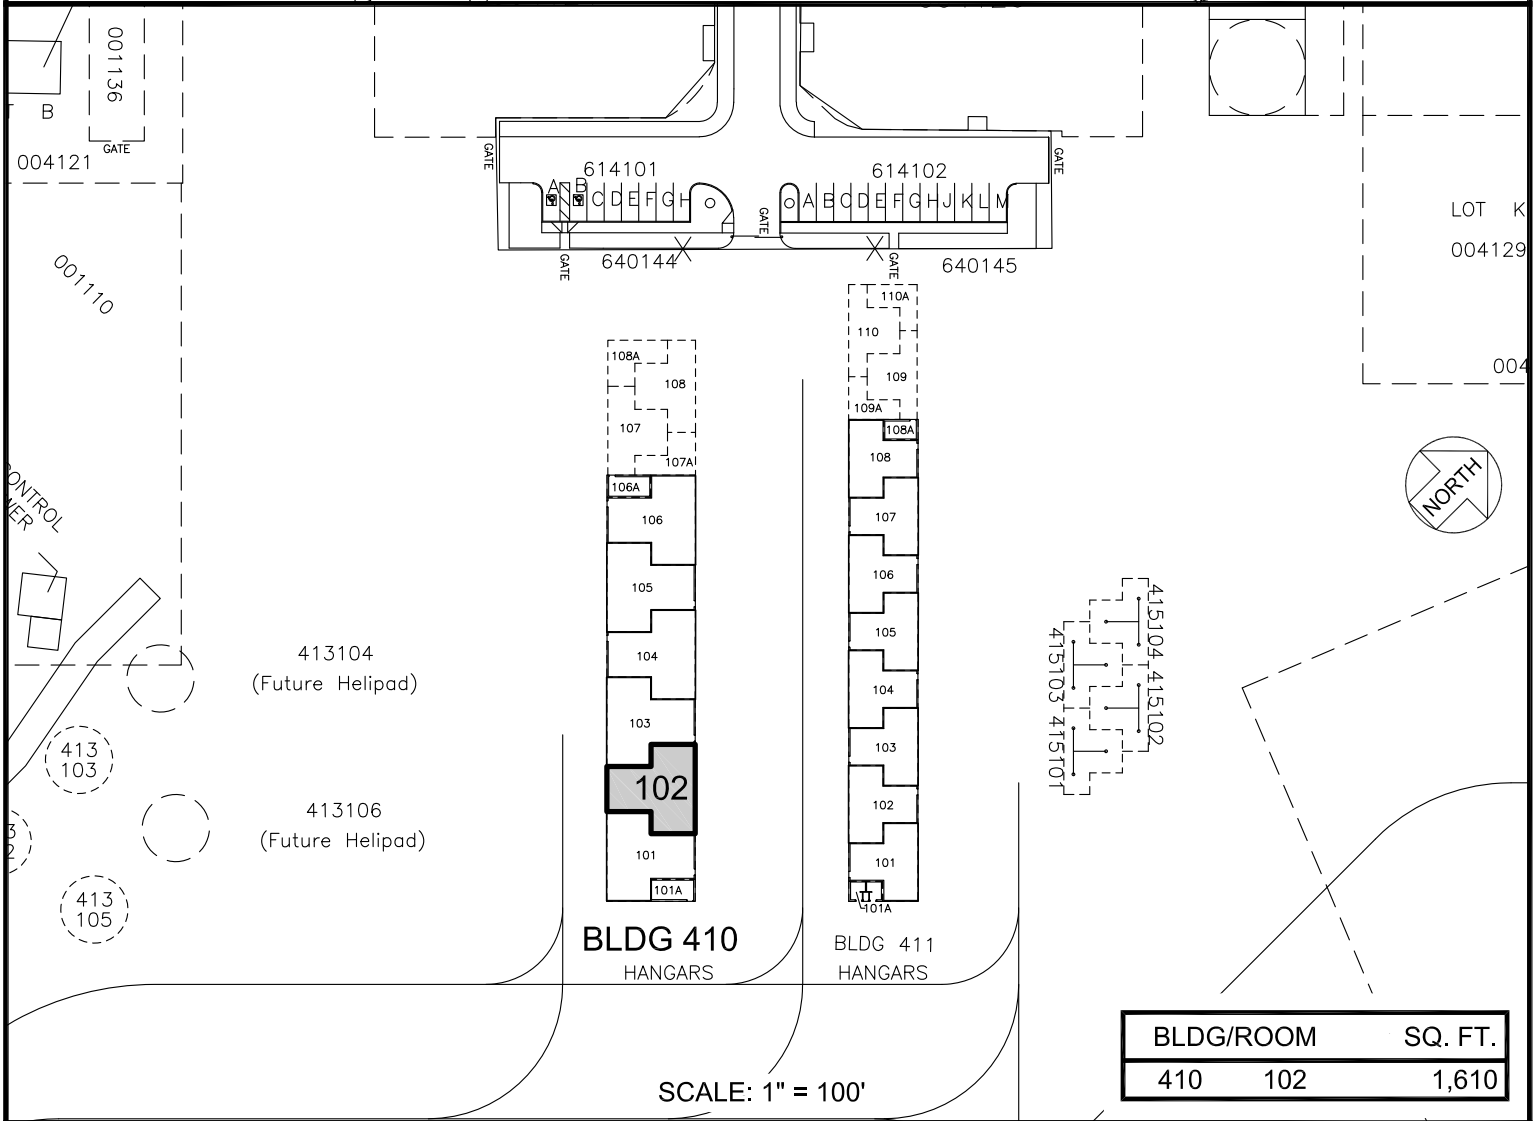 001136
B
GATE
004121
001110
CONTROL
413104
(Future Helipad)
413
103
413106
(Future Helipad)
413
105
GATE
614101
A B C D E F G H
GATE
640144
GATE
614102
A B C D E F G H J K L M
GATE
GATE
640145
LOT K
004129
004
NORTH
108A
108
107
107A
106A
106
105
104
103
102
101
101A
BLDG 410
HANGARS
110A
110
109
109A
108A
108
107
106
105
104
103
102
101
101A
BLDG 411
HANGARS
415104
415103
415102
415101
SCALE: 1" = 100'
BLDG/ROOM SQ. FT.
410 102 1,610